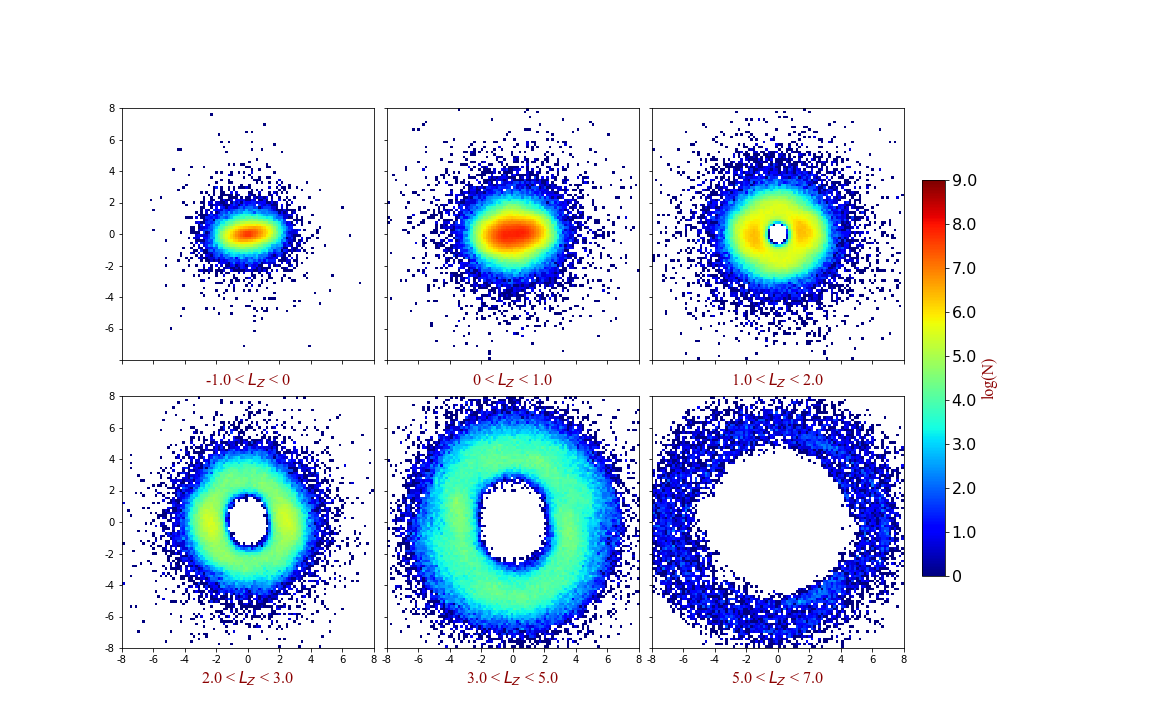 8
6
4
2
0
-2
-4
-6
-1.0 < L_Z < 0
0 < L_Z < 1.0
1.0 < L_Z < 2.0
8
6
4
2
0
-2
-4
-6
-8
-8 -6 -4 -2 0 2 4 6 8
-8 -6 -4 -2 0 2 4 6 8
-8 -6 -4 -2 0 2 4 6 8
2.0 < L_Z < 3.0
3.0 < L_Z < 5.0
5.0 < L_Z < 7.0
9.0
8.0
7.0
6.0
5.0
4.0
3.0
2.0
1.0
0
log(N)